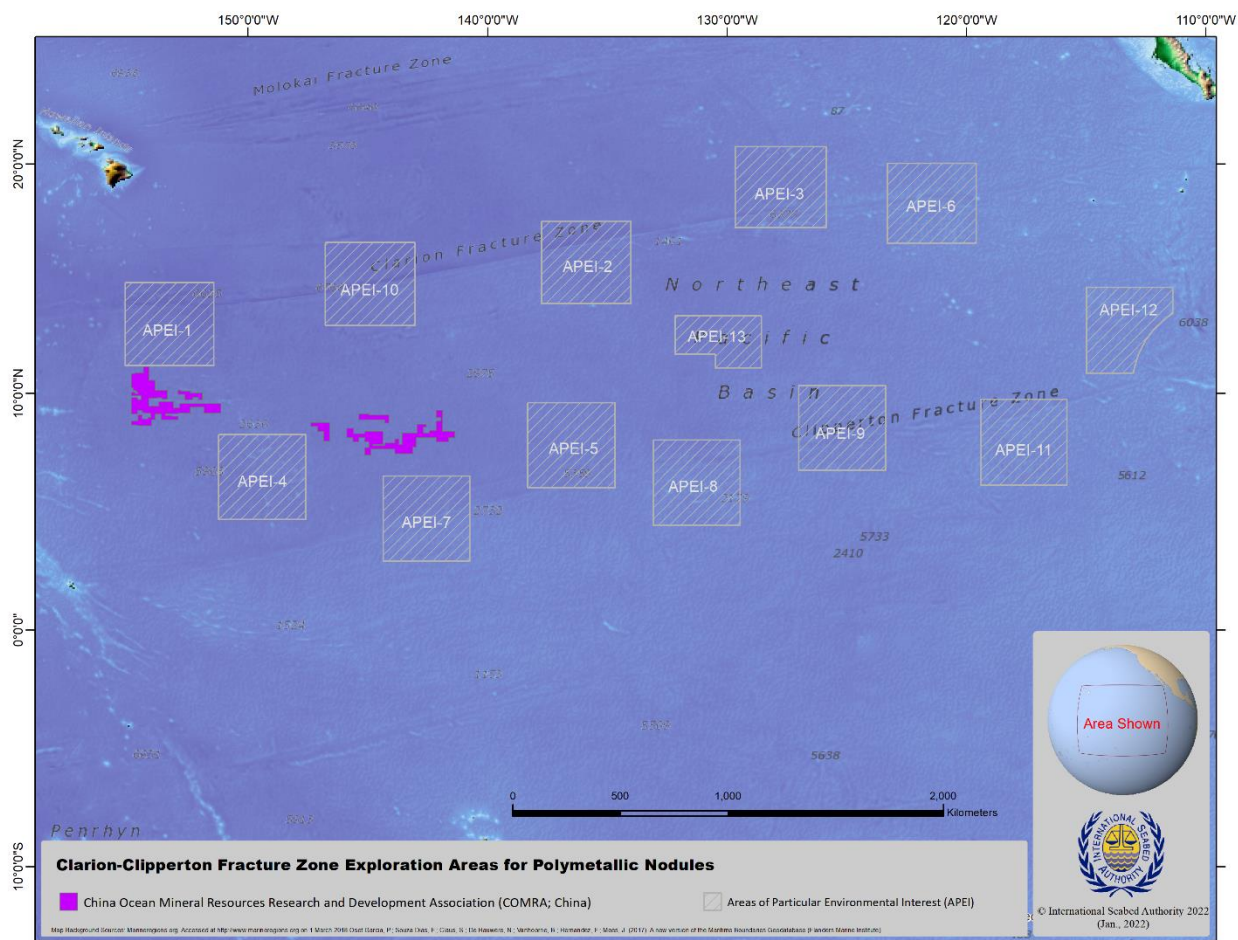 150°0'0"W 140°0'0"W 130°0'0"W 120°0'0"W 110°0'0"W
20°0'0"N
10°0'0"N
0°0'0"
10°0'0"S
Molokai Fracture Zone
87
APEI-3
APEI-6
Clarion Fracture Zone
APEI-2
APEI-10
Northeast
Pacific
Basin
APEI-1
APEI-13
APEI-12
6038
Clipperton Fracture Zone
APEI-9
APEI-5
APEI-11
APEI-4
APEI-8
APEI-7
5612
5733
2410
5638
Area Shown
0 500 1,000 2,000
Kilometers
Penrhyn
INTERNATIONAL SEABED AUTHORITY
© International Seabed Authority 2022
(Jan., 2022)
Clarion-Clipperton Fracture Zone Exploration Areas for Polymetallic Nodules
China Ocean Mineral Resources Research and Development Association (COMRA; China)
Areas of Particular Environmental Interest (APEI)